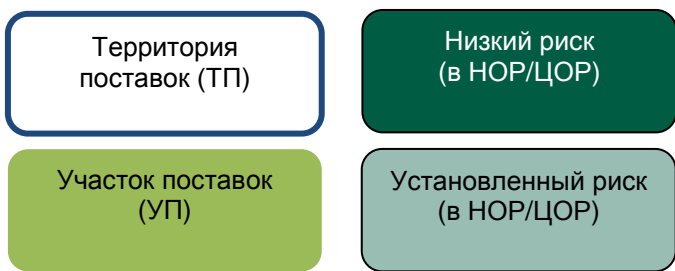 Территория
поставок (ТП)
Низкий риск
(в НОР/ЦОР)
Участок поставок
(УП)
Установленный риск
(в НОР/ЦОР)